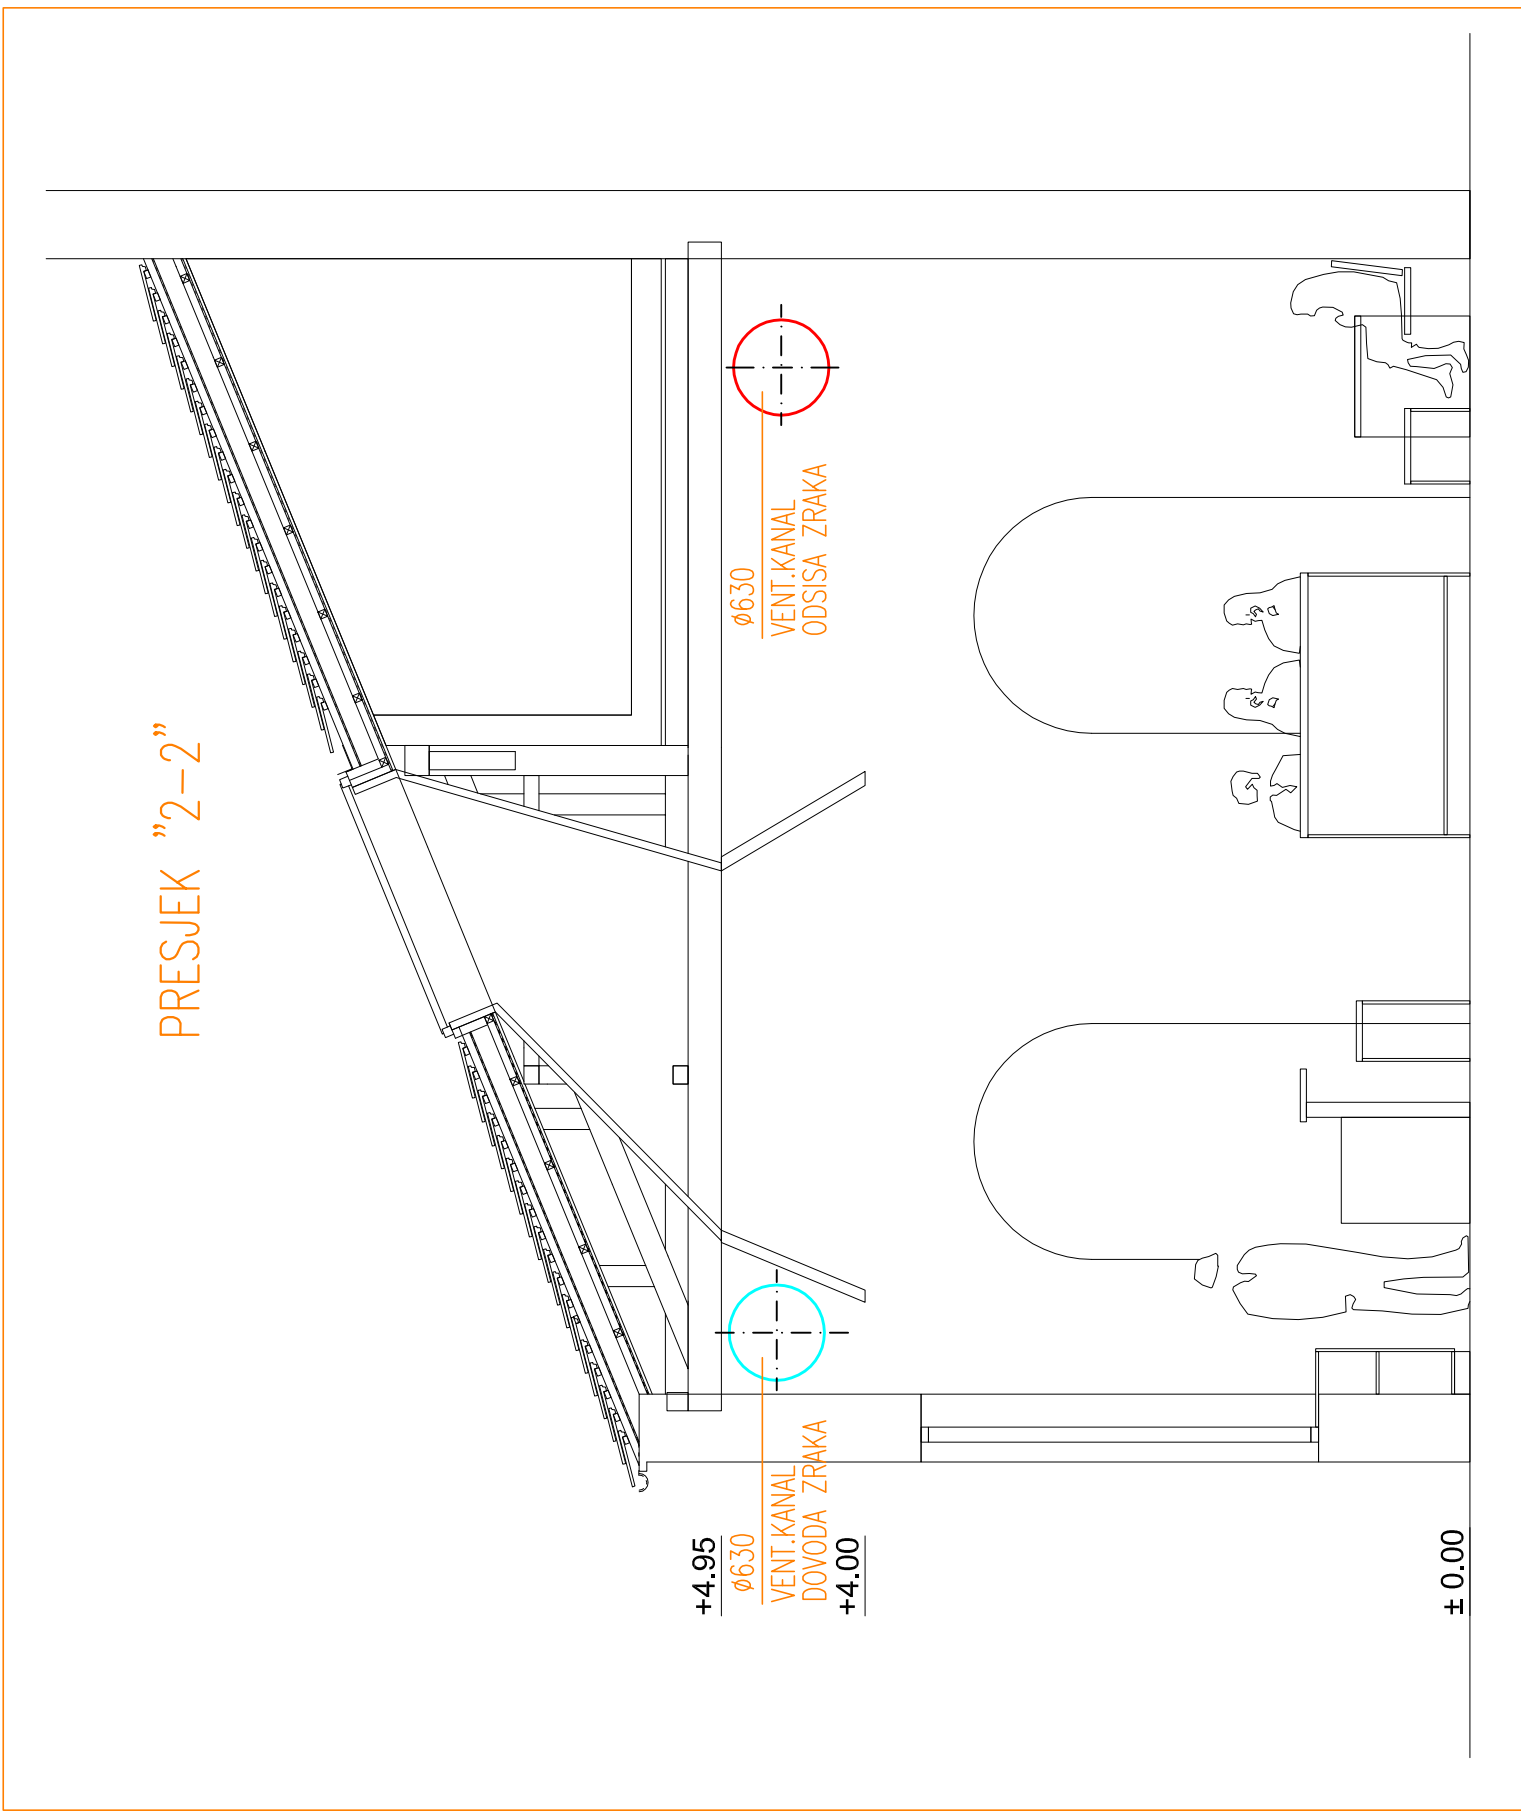 PRESJEK "2-2"
+4.95
ø630
VENT.KANAL
DOVODA ZRAKA
+4.00
ø630
VENT.KANAL
ODSISA ZRAKA
± 0.00